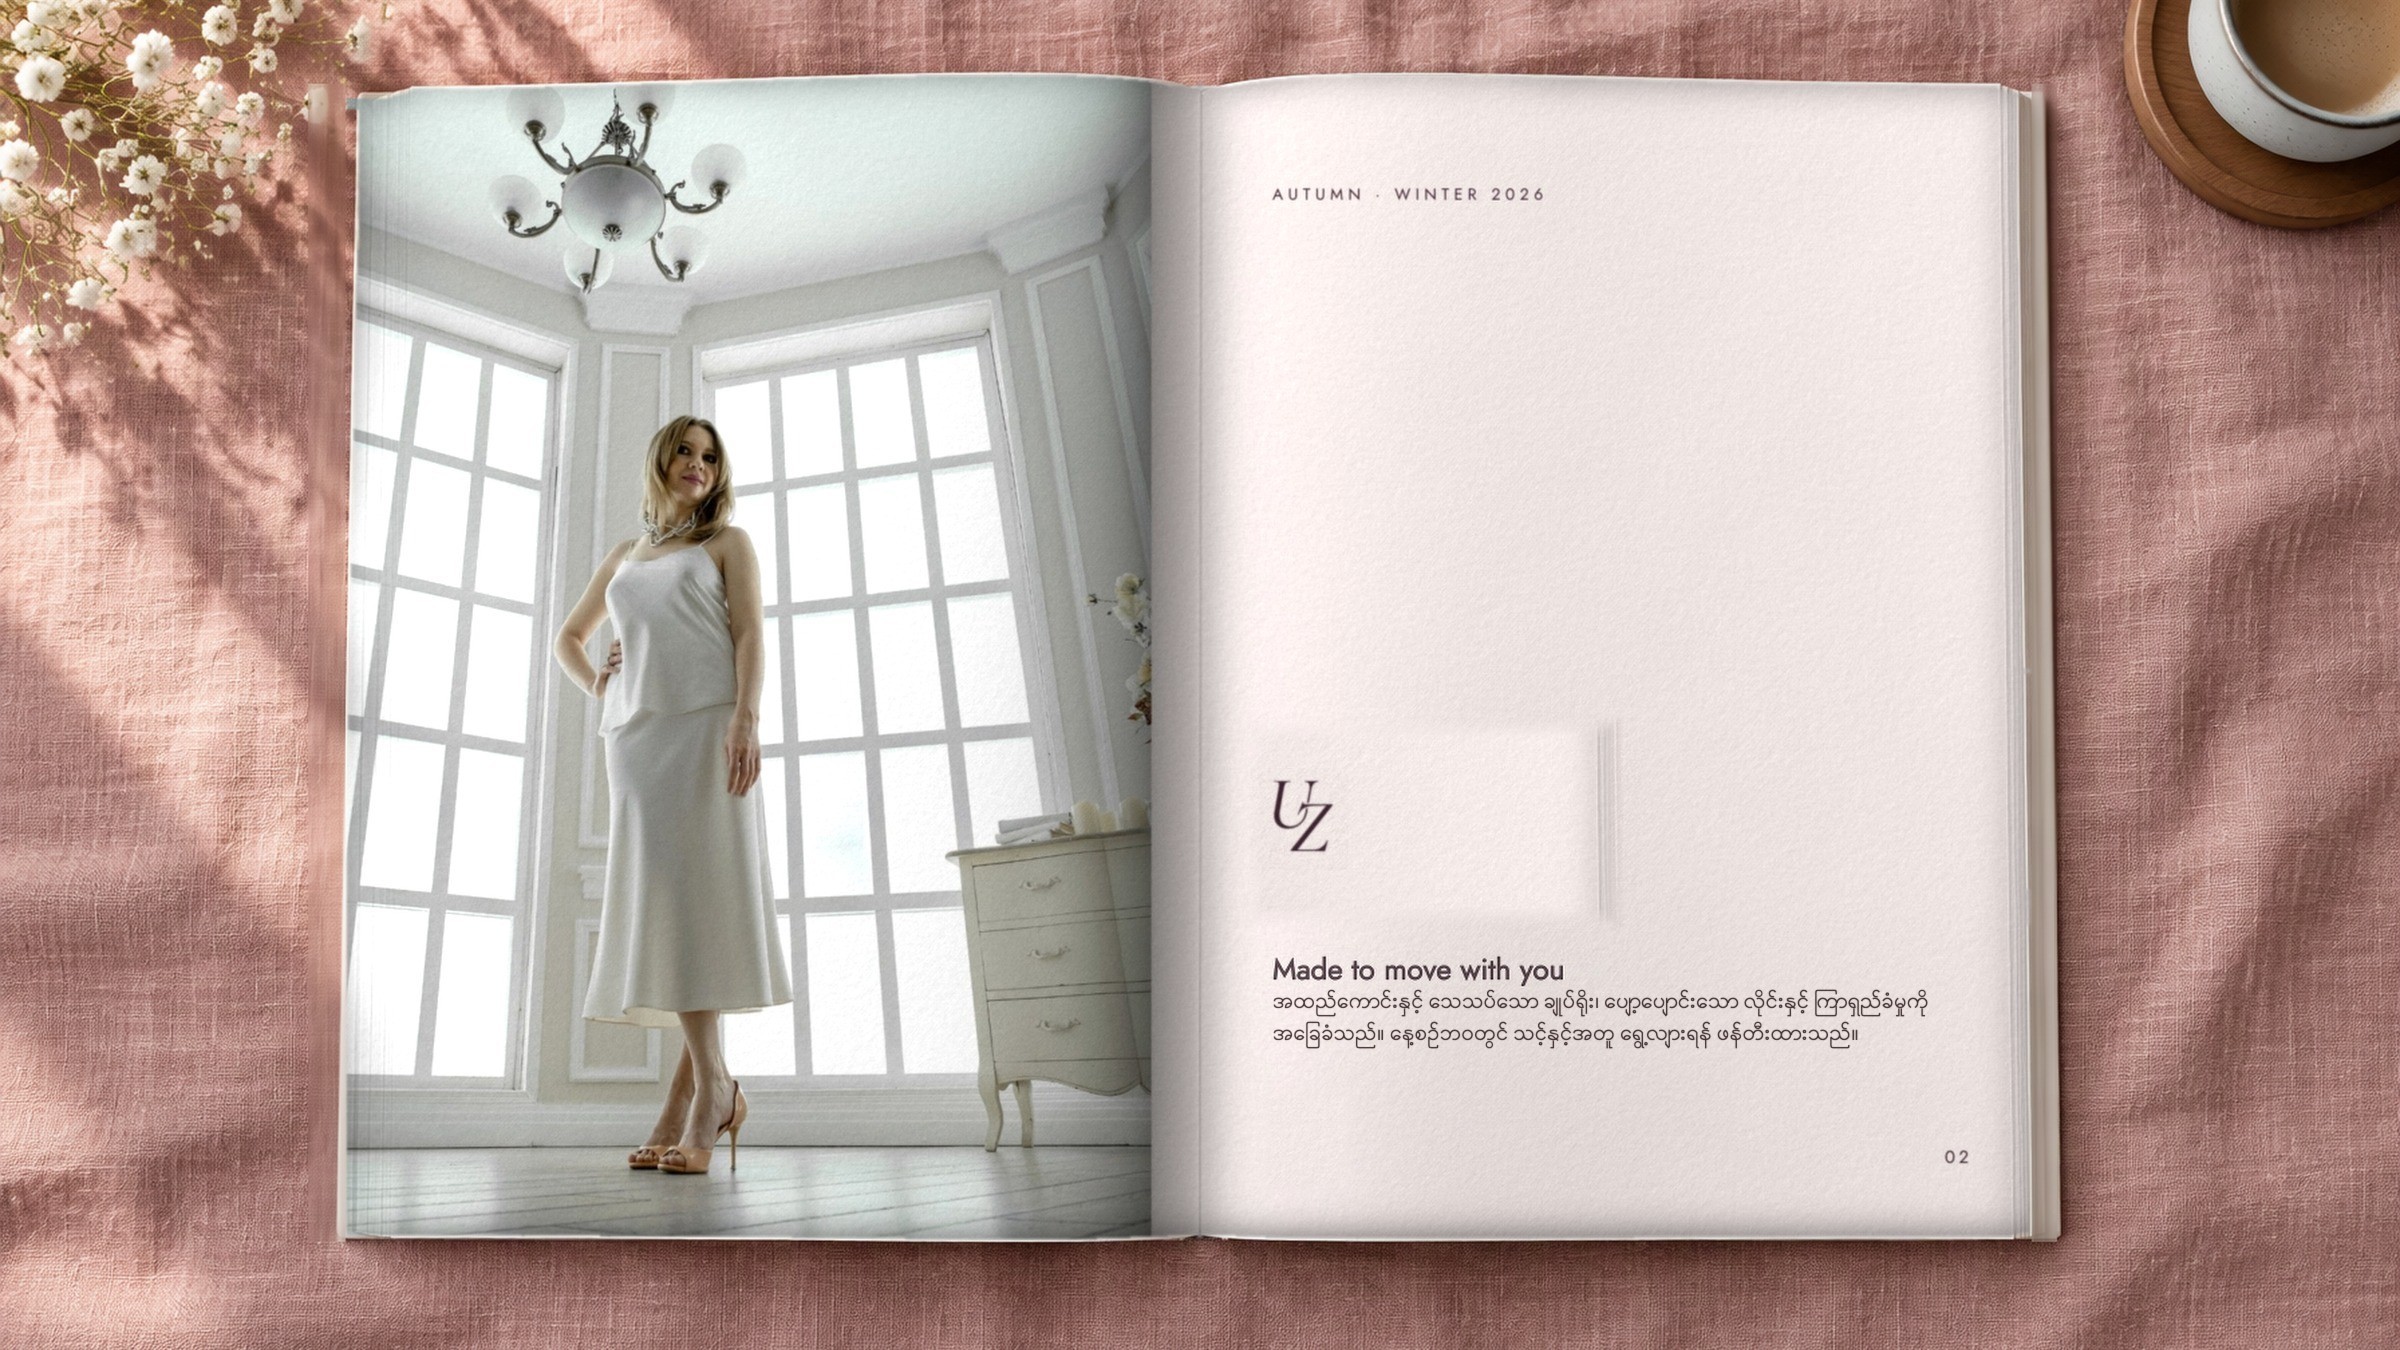 AUTUMN · WINTER 2026
UZ
Made to move with you
အထည်ကောင်းနှင့် သေသပ်သော ချုပ်ရိုး၊ ပျော့ပျောင်းသော လိုင်းနှင့် ကြာရှည်ခံမှုကို
အခြေခံသည်။ နေ့စဉ်ဘဝတွင် သင့်နှင့်အတူ ရွေ့လျားရန် ဖန်တီးထားသည်။
02